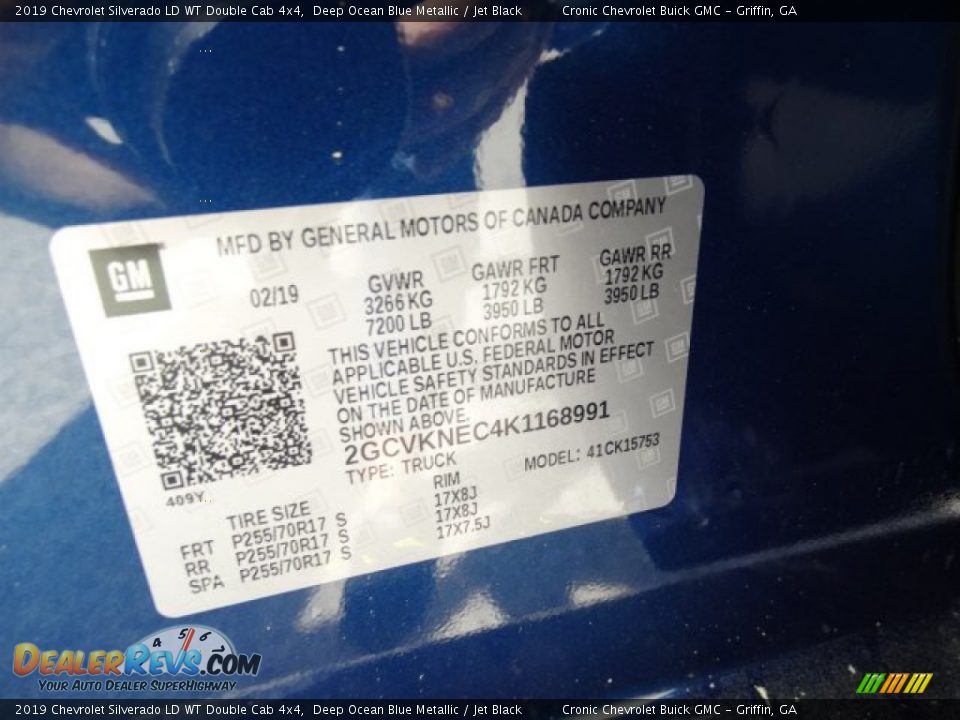 2019 Chevrolet Silverado LD WT Double Cab 4x4, Deep Ocean Blue Metallic / Jet Black Cronic Chevrolet Buick GMC - Griffin, GA
GM
MFD BY GENERAL MOTORS OF CANADA COMPANY
02/19
GVWR
3266 KG
7200 LB
GAWR FRT
1792 KG
3950 LB
GAWR RR
1792 KG
3950 LB
THIS VEHICLE CONFORMS TO ALL
APPLICABLE U.S. FEDERAL MOTOR
VEHICLE SAFETY STANDARDS IN EFFECT
ON THE DATE OF MANUFACTURE
SHOWN ABOVE.
2GCVKNEC4K1168991
TYPE: TRUCK MODEL: 41CK15753
409Y
TIRE SIZE RIM
FRT P255/70R17 S 17X8J
RR P255/70R17 S 17X8J
SPA P255/70R17 S 17X7.5J
DealerRevs.com
4 5 6
Your Auto Dealer SuperHighway
2019 Chevrolet Silverado LD WT Double Cab 4x4, Deep Ocean Blue Metallic / Jet Black Cronic Chevrolet Buick GMC - Griffin, GA